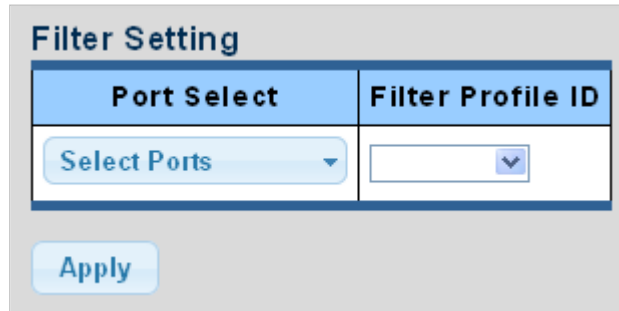 Filter Setting
Port Select Filter Profile ID
Select Ports
Apply